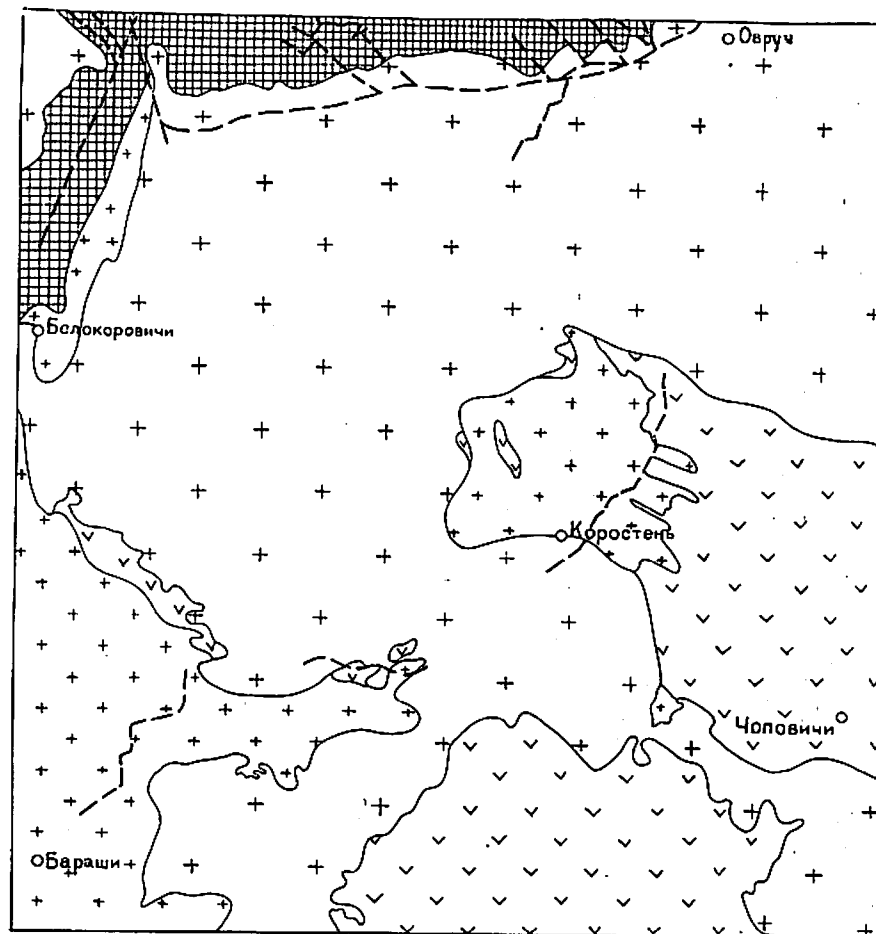 Овруч
Белокоровичи
Коростень
Чоповичи
Бараши